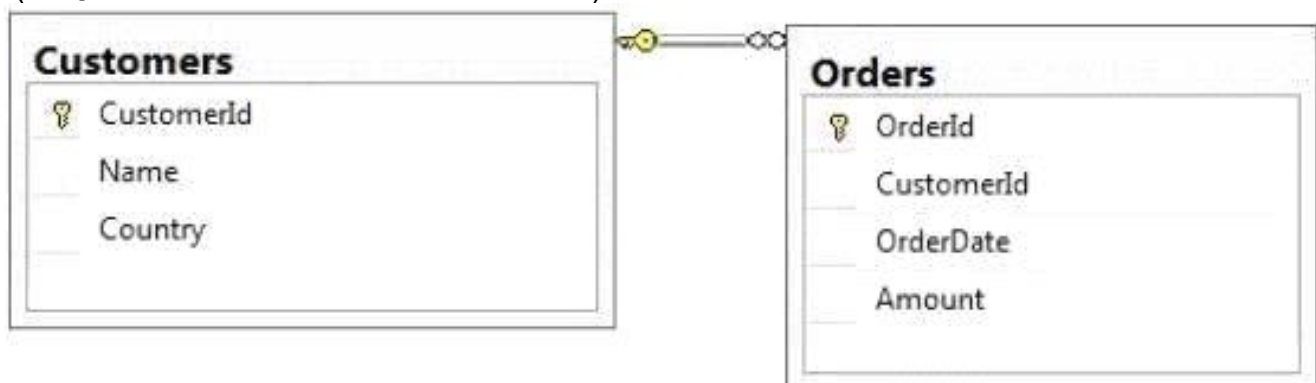 Customers
CustomerId
Name
Country
Orders
OrderId
CustomerId
OrderDate
Amount